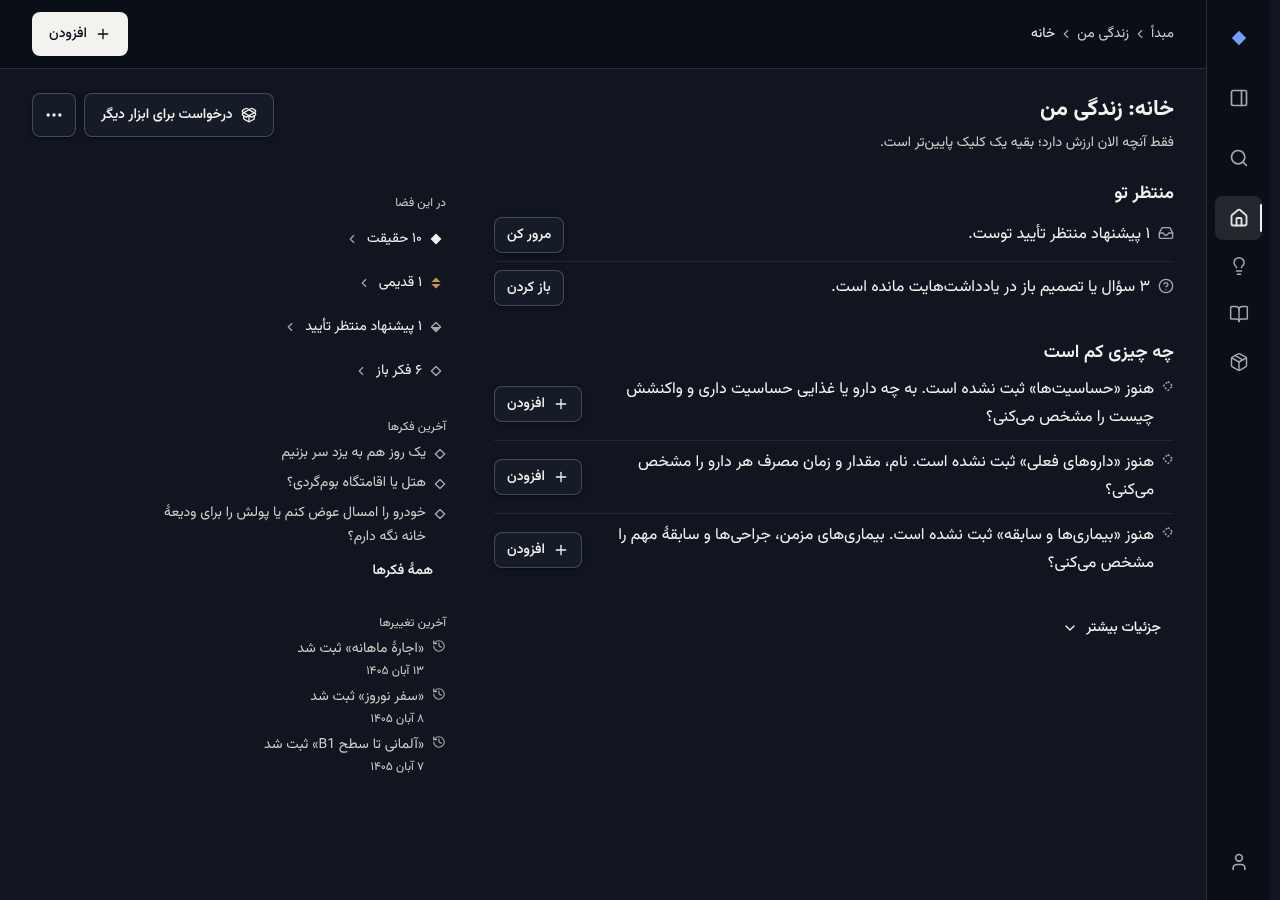 مبدأ › زندگی من › خانه
افزودن
خانه: زندگی من
فقط آنچه الان ارزش دارد؛ بقیه یک کلیک پایین‌تر است.
درخواست برای ابزار دیگر
منتظر تو
۱ پیشنهاد منتظر تأیید توست.
مرور کن
۳ سؤال یا تصمیم باز در یادداشت‌هایت مانده است.
باز کردن
چه چیزی کم است
هنوز «حساسیت‌ها» ثبت نشده است. به چه دارو یا غذایی حساسیت داری و واکنشش
چیست را مشخص می‌کنی؟
افزودن
هنوز «داروهای فعلی» ثبت نشده است. نام، مقدار و زمان مصرف هر دارو را مشخص
می‌کنی؟
افزودن
هنوز «بیماری‌ها و سابقه» ثبت نشده است. بیماری‌های مزمن، جراحی‌ها و سابقهٔ مهم را
مشخص می‌کنی؟
افزودن
جزئیات بیشتر
در این فضا
۱۰ حقیقت
۱ قدیمی
۱ پیشنهاد منتظر تأیید
۶ فکر باز
آخرین فکرها
یک روز هم به یزد سر بزنیم
هتل یا اقامتگاه بوم‌گردی؟
خودرو را امسال عوض کنم یا پولش را برای ودیعهٔ
خانه نگه دارم؟
همهٔ فکرها
آخرین تغییرها
«اجارهٔ ماهانه» ثبت شد
۱۳ آبان ۱۴۰۵
«سفر نوروز» ثبت شد
۸ آبان ۱۴۰۵
«آلمانی تا سطح B1» ثبت شد
۷ آبان ۱۴۰۵